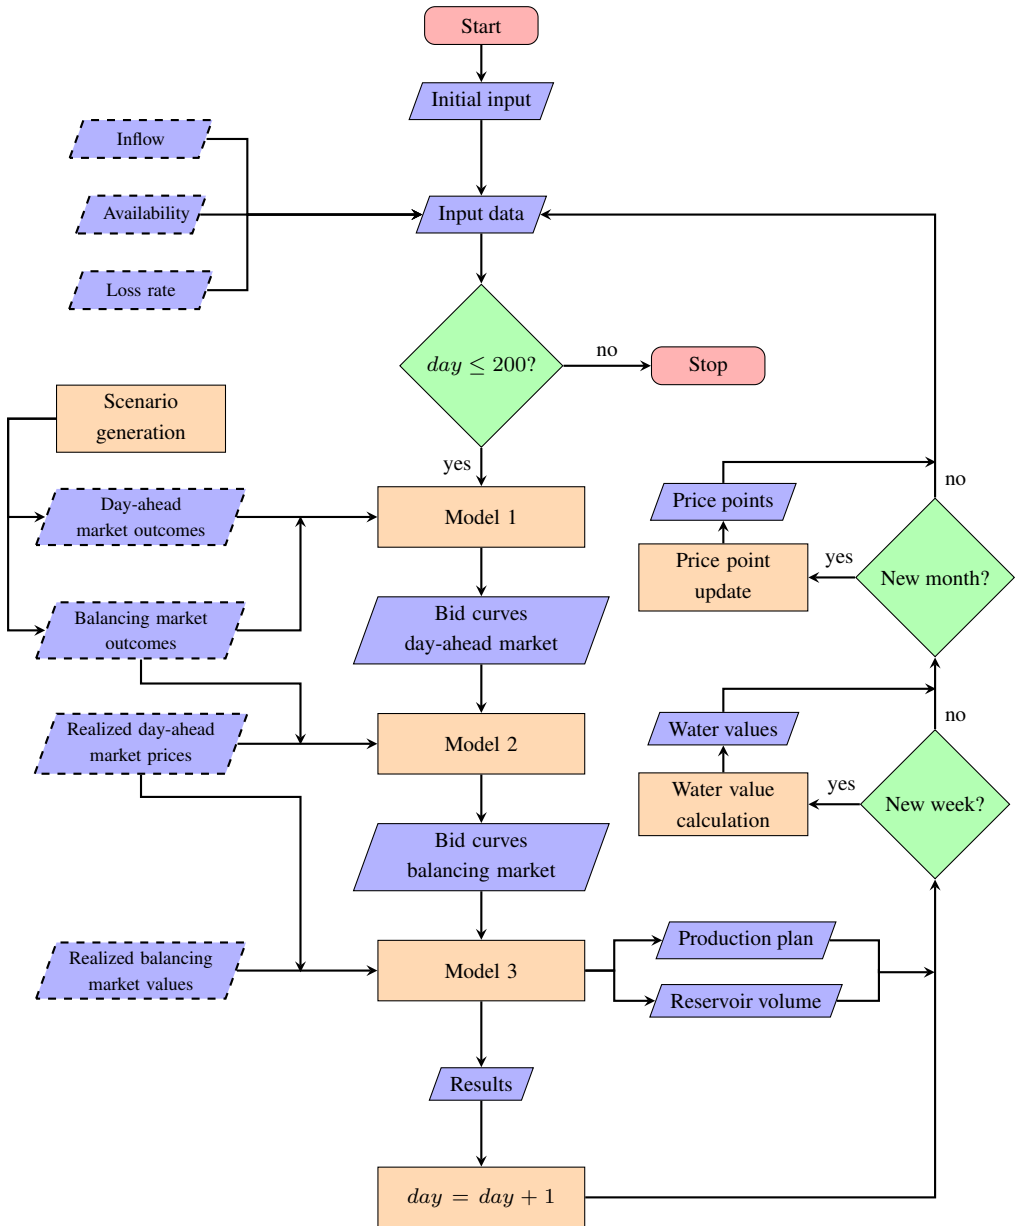 Start
Initial input
Inflow
Availability
Input data
Loss rate
day ≤ 200?
no
Stop
Scenario
generation
yes
Day-ahead
market outcomes
Model 1
Price points
no
Price point
update
yes
New month?
Balancing market
outcomes
Bid curves
day-ahead market
Realized day-ahead
market prices
Model 2
Water values
no
Water value
calculation
yes
New week?
Bid curves
balancing market
Realized balancing
market values
Model 3
Production plan
Reservoir volume
Results
day = day + 1